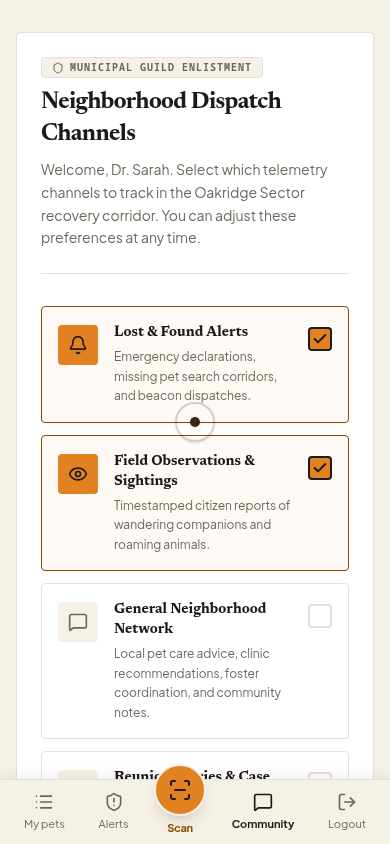 MUNICIPAL GUILD ENLISTMENT
Neighborhood Dispatch
Channels
Welcome, Dr. Sarah. Select which telemetry
channels to track in the Oakridge Sector
recovery corridor. You can adjust these
preferences at any time.
Lost & Found Alerts
Emergency declarations,
missing pet search corridors,
and beacon dispatches.
Field Observations &
Sightings
Timestamped citizen reports of
wandering companions and
roaming animals.
General Neighborhood
Network
Local pet care advice, clinic
recommendations, foster
coordination, and community
notes.
& Case
My pets
Alerts
Scan
Community
Logout